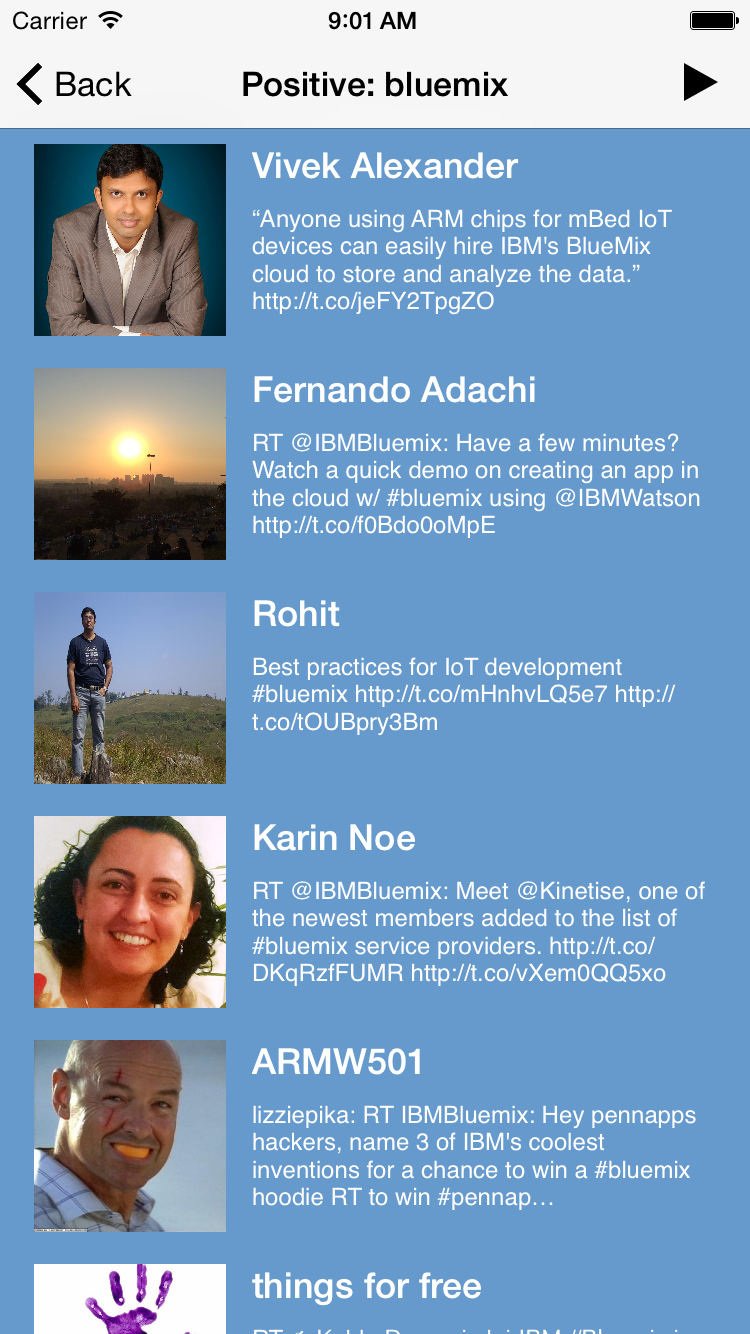 Carrier 9:01 AM
Back Positive: bluemix
Vivek Alexander
“Anyone using ARM chips for mBed IoT
devices can easily hire IBM's BlueMix
cloud to store and analyze the data.”
http://t.co/jeFY2TpgZO
Fernando Adachi
RT @IBMBluemix: Have a few minutes?
Watch a quick demo on creating an app in
the cloud w/ #bluemix using @IBMWatson
http://t.co/f0Bdo0oMpE
Rohit
Best practices for IoT development
#bluemix http://t.co/mHnhvLQ5e7 http://
t.co/tOUBpry3Bm
Karin Noe
RT @IBMBluemix: Meet @Kinetise, one of
the newest members added to the list of
#bluemix service providers. http://t.co/
DKqRzfFUMR http://t.co/vXem0QQ5xo
ARMW501
lizziepika: RT IBMBluemix: Hey pennapps
hackers, name 3 of IBM's coolest
inventions for a chance to win a #bluemix
hoodie RT to win #pennap…
things for free